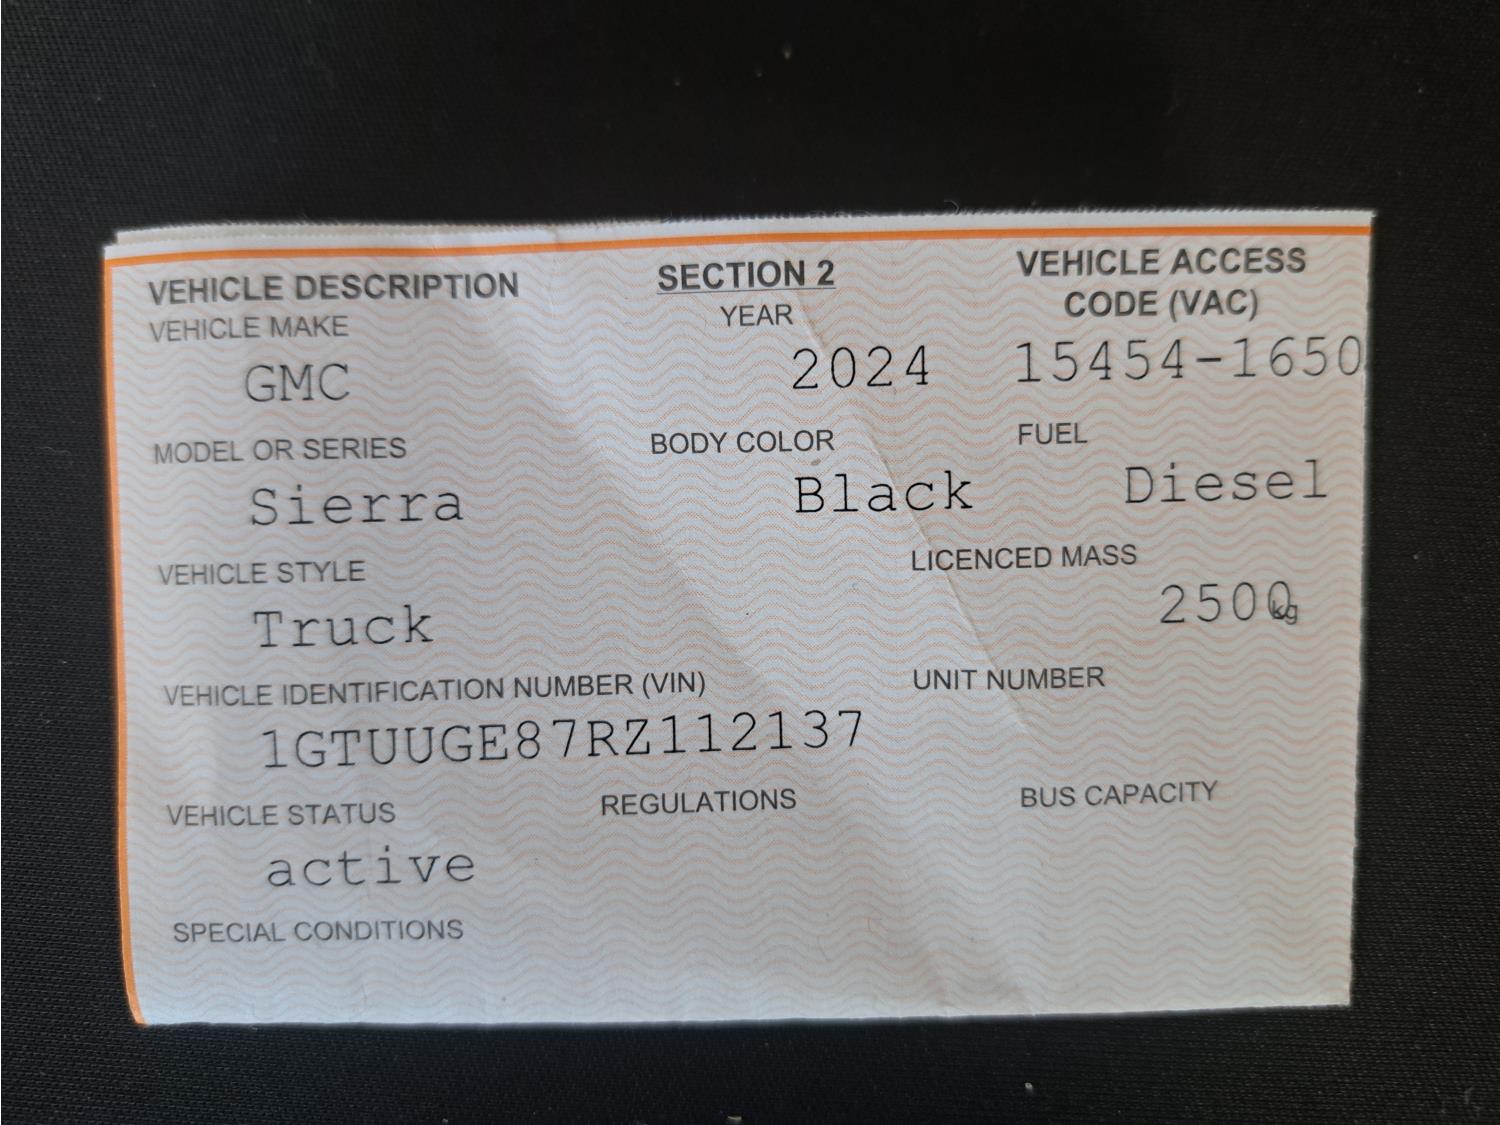 VEHICLE DESCRIPTION SECTION 2 VEHICLE ACCESS
VEHICLE MAKE YEAR CODE (VAC)
GMC 2024 15454-1650
MODEL OR SERIES BODY COLOR FUEL
Sierra Black Diesel
VEHICLE STYLE LICENCED MASS
Truck 2500kg
VEHICLE IDENTIFICATION NUMBER (VIN) UNIT NUMBER
1GTUUGE87RZ112137
VEHICLE STATUS REGULATIONS BUS CAPACITY
active
SPECIAL CONDITIONS